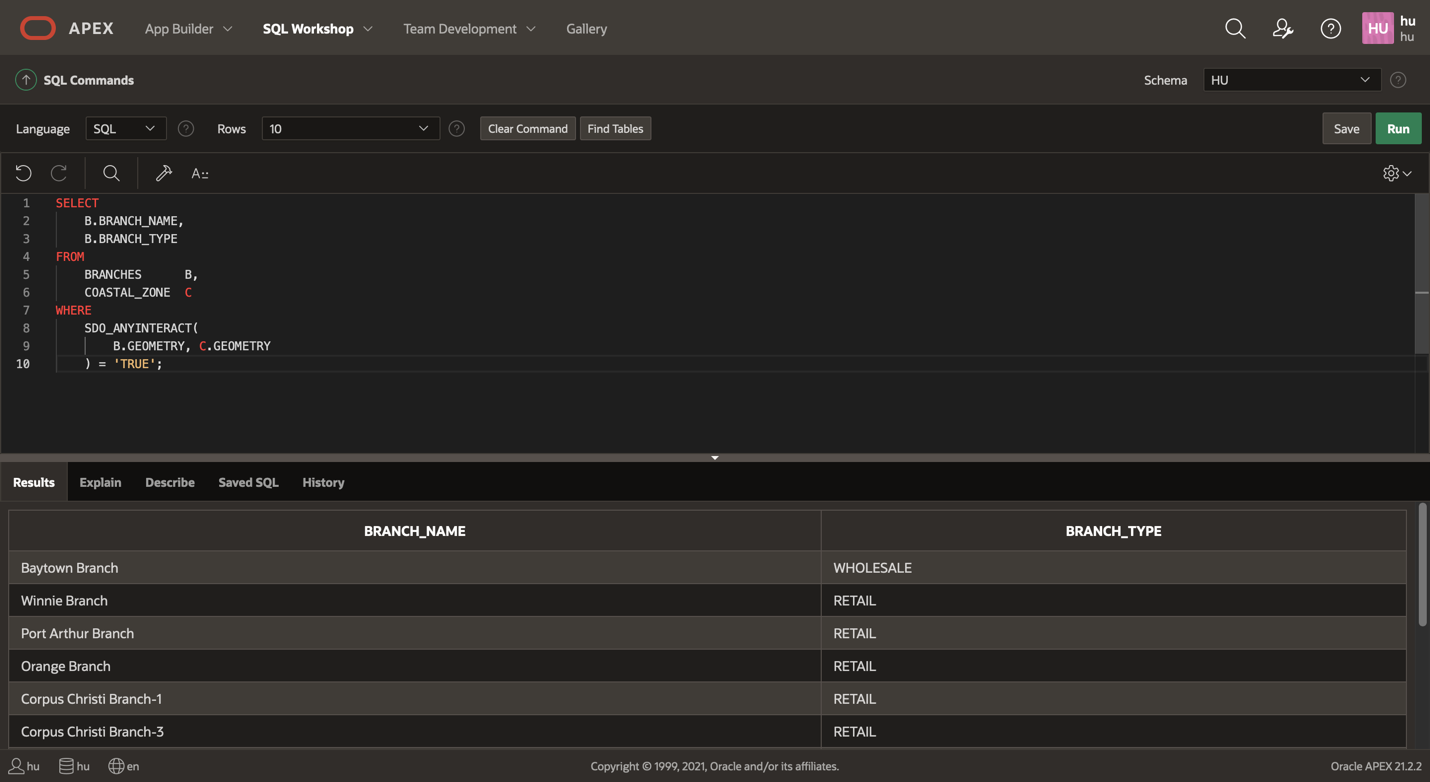 APEX App Builder SQL Workshop Team Development Gallery HU hu
hu
SQL Commands Schema HU
Language SQL Rows 10 Clear Command Find Tables Save Run
A::
1 SELECT
2 B.BRANCH_NAME,
3 B.BRANCH_TYPE
4 FROM
5 BRANCHES B,
6 COASTAL_ZONE C
7 WHERE
8 SDO_ANYINTERACT(
9 B.GEOMETRY, C.GEOMETRY
10 ) = 'TRUE';
Results Explain Describe Saved SQL History
BRANCH_NAME BRANCH_TYPE
Baytown Branch WHOLESALE
Winnie Branch RETAIL
Port Arthur Branch RETAIL
Orange Branch RETAIL
Corpus Christi Branch-1 RETAIL
Corpus Christi Branch-3 RETAIL
hu hu en Copyright © 1999, 2021, Oracle and/or its affiliates. Oracle APEX 21.2.2